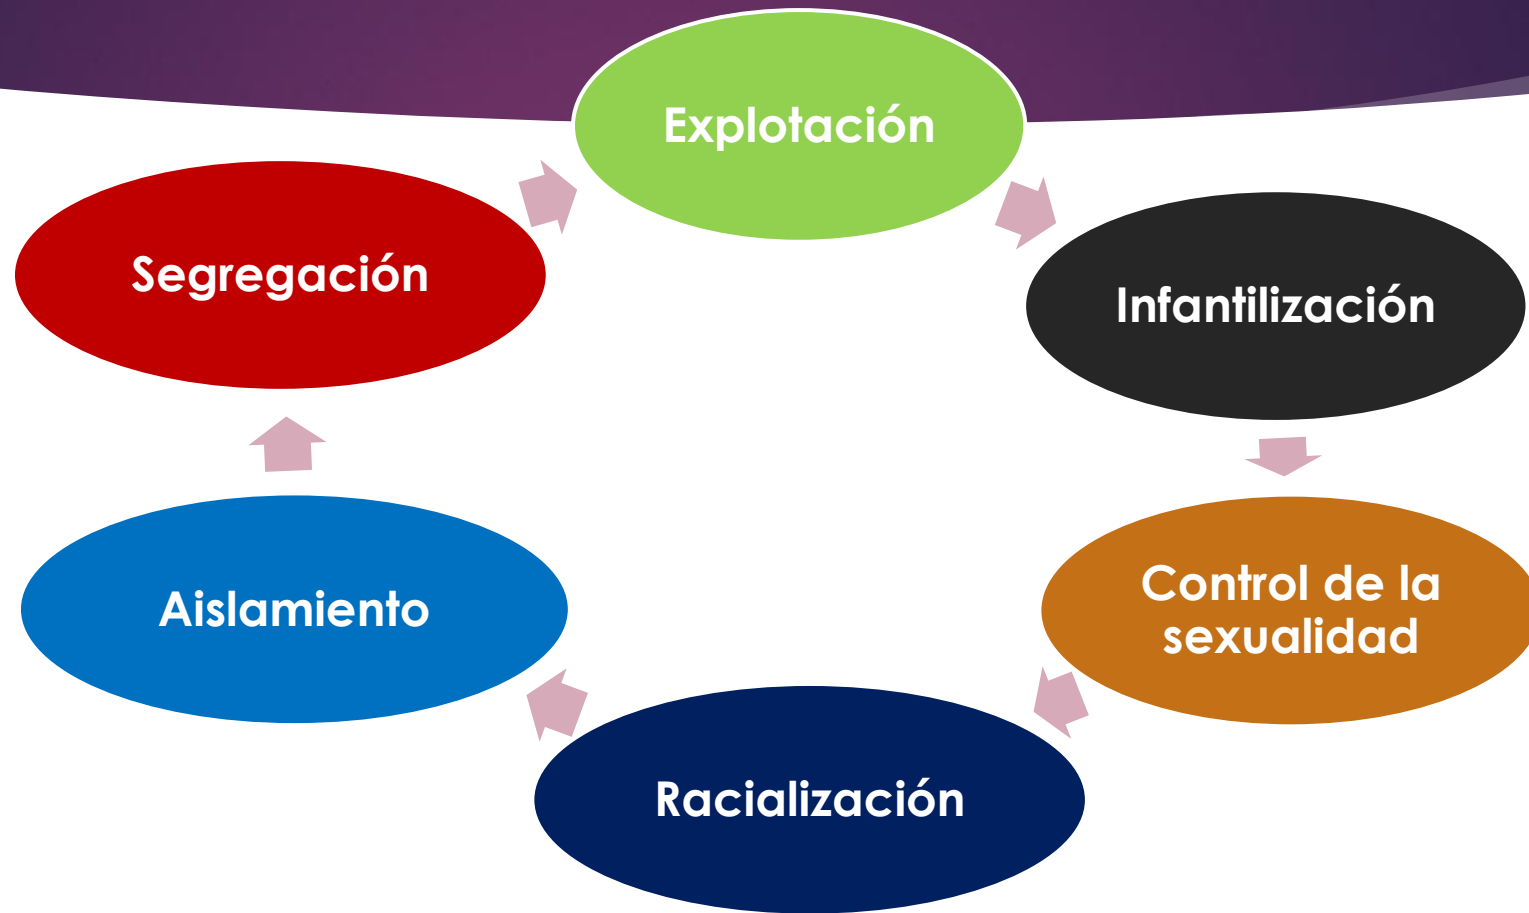 Explotación
Infantilización
Control de la
sexualidad
Racialización
Aislamiento
Segregación